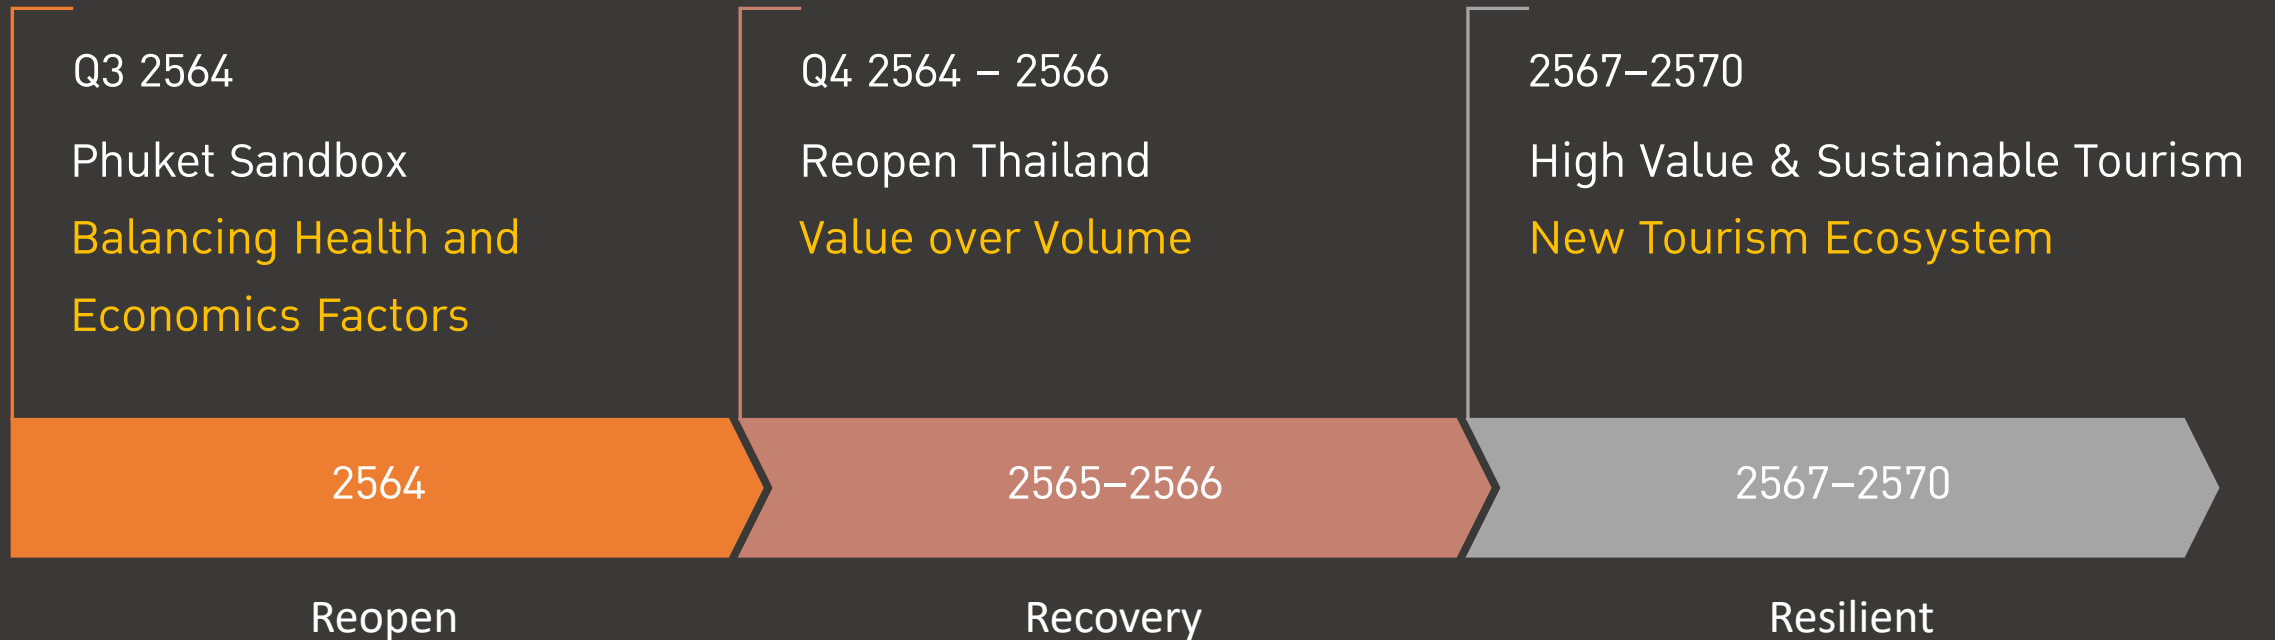 Q3 2564
Phuket Sandbox
Balancing Health and
Economics Factors
Q4 2564 – 2566
Reopen Thailand
Value over Volume
2567–2570
High Value & Sustainable Tourism
New Tourism Ecosystem
2564
2565–2566
2567–2570
Reopen
Recovery
Resilient